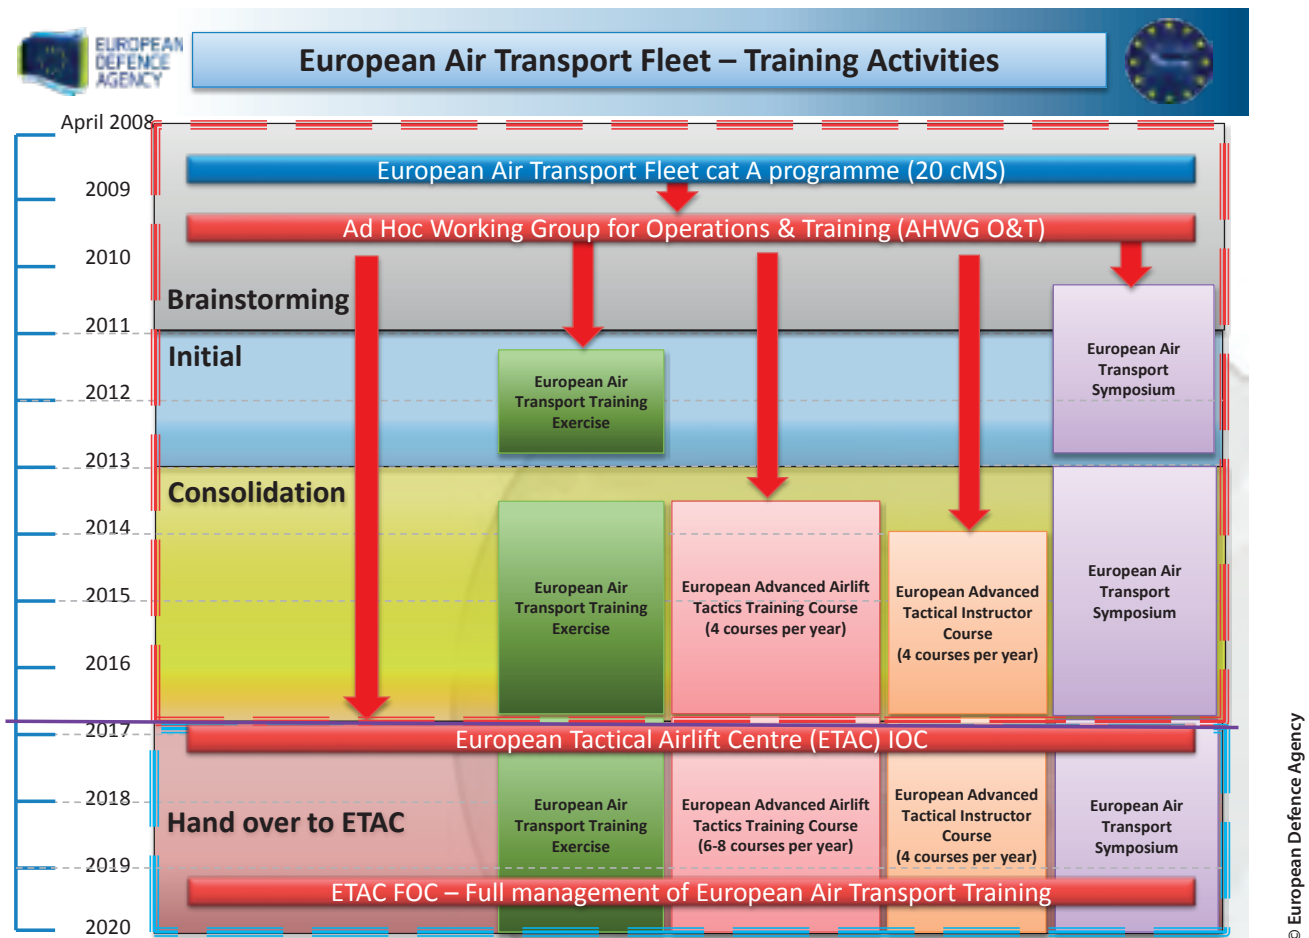 EUROPEAN
DEFENCE
AGENCY
European Air Transport Fleet – Training Activities
April 2008
European Air Transport Fleet cat A programme (20 cMS)
2009
Ad Hoc Working Group for Operations & Training (AHWG O&T)
2010
Brainstorming
2011
Initial
European Air
Transport
Symposium
European Air
Transport Training
Exercise
2012
2013
Consolidation
2014
European Air
Transport Training
Exercise
European Advanced Airlift
Tactics Training Course
(4 courses per year)
European Advanced
Tactical Instructor
Course
(4 courses per year)
European Air
Transport
Symposium
2015
2016
2017
European Tactical Airlift Centre (ETAC) IOC
2018
Hand over to ETAC
European Air
Transport Training
Exercise
European Advanced Airlift
Tactics Training Course
(6-8 courses per year)
European Advanced
Tactical Instructor
Course
(4 courses per year)
European Air
Transport
Symposium
2019
ETAC FOC – Full management of European Air Transport Training
2020
© European Defence Agency